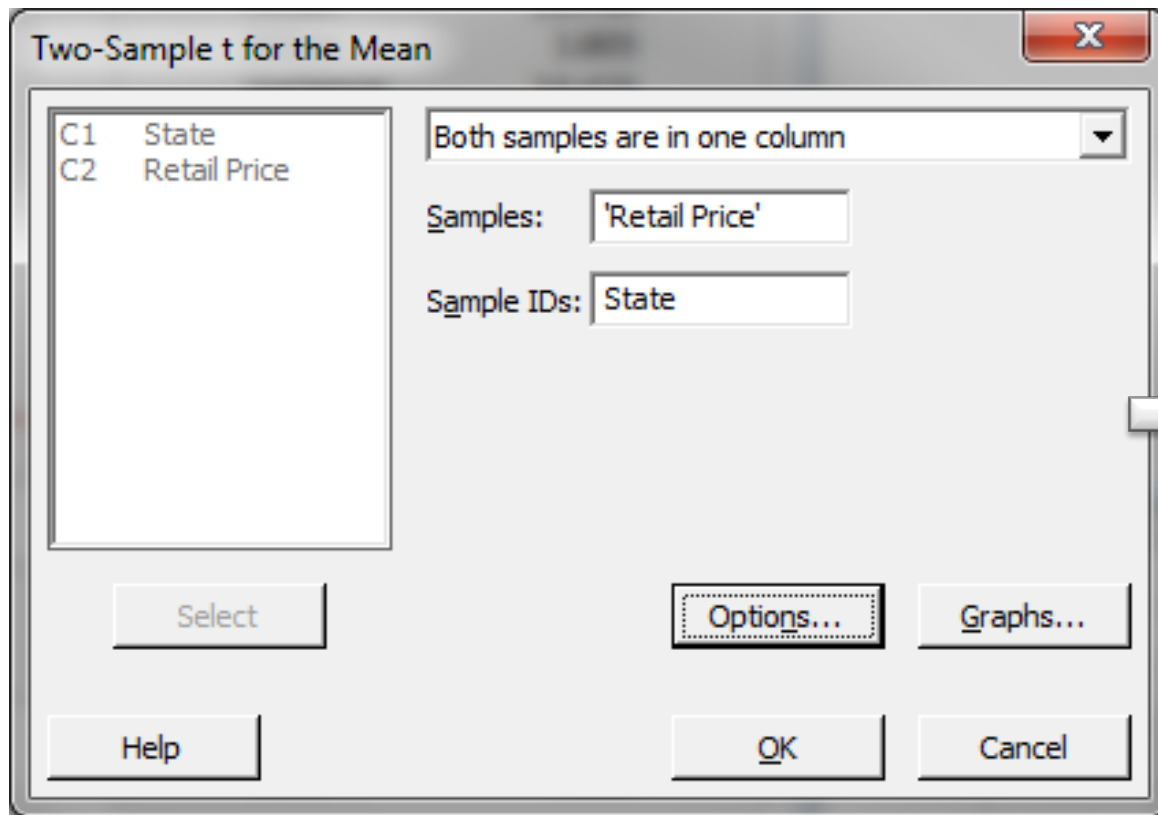 Two-Sample t for the Mean
C1 State
C2 Retail Price
Both samples are in one column
Samples: 'Retail Price'
Sample IDs: State
Select
Options...
Graphs...
Help
OK
Cancel